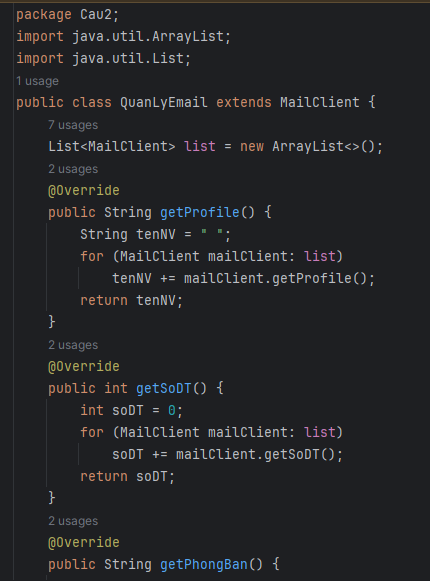 package Cau2;
import java.util.ArrayList;
import java.util.List;
1 usage
public class QuanLyEmail extends MailClient {
7 usages
List<MailClient> list = new ArrayList<>();
2 usages
@Override
public String getProfile() {
String tenNV = " ";
for (MailClient mailClient: list)
tenNV += mailClient.getProfile();
return tenNV;
}
2 usages
@Override
public int getSoDT() {
int soDT = 0;
for (MailClient mailClient: list)
soDT += mailClient.getSoDT();
return soDT;
}
2 usages
@Override
public String getPhongBan() {